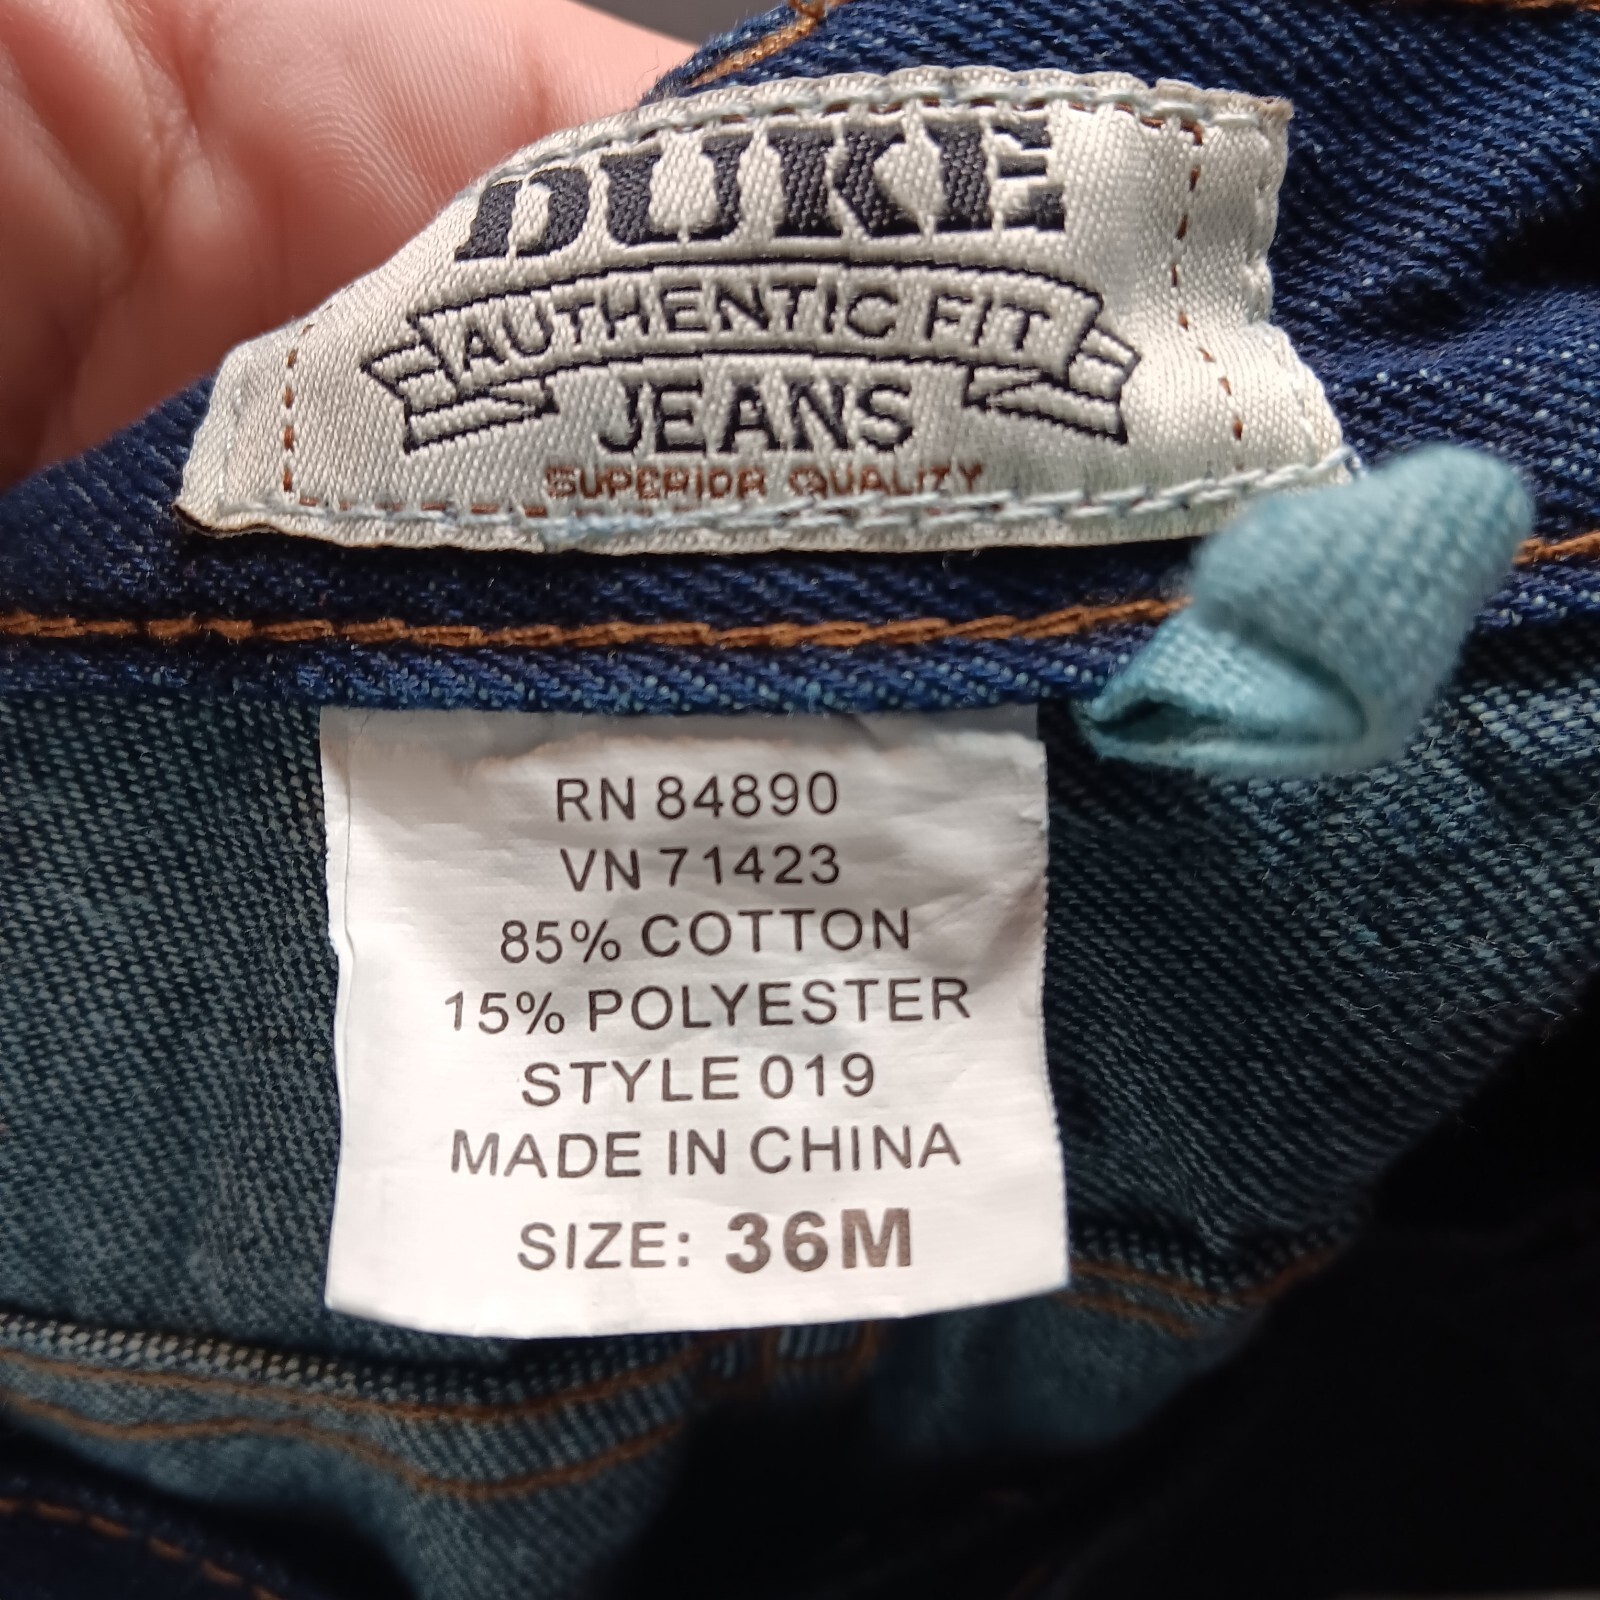 DUKE
AUTHENTIC FIT
JEANS
SUPERIOR QUALITY
RN 84890
VN 71423
85% COTTON
15% POLYESTER
STYLE 019
MADE IN CHINA
SIZE: 36M